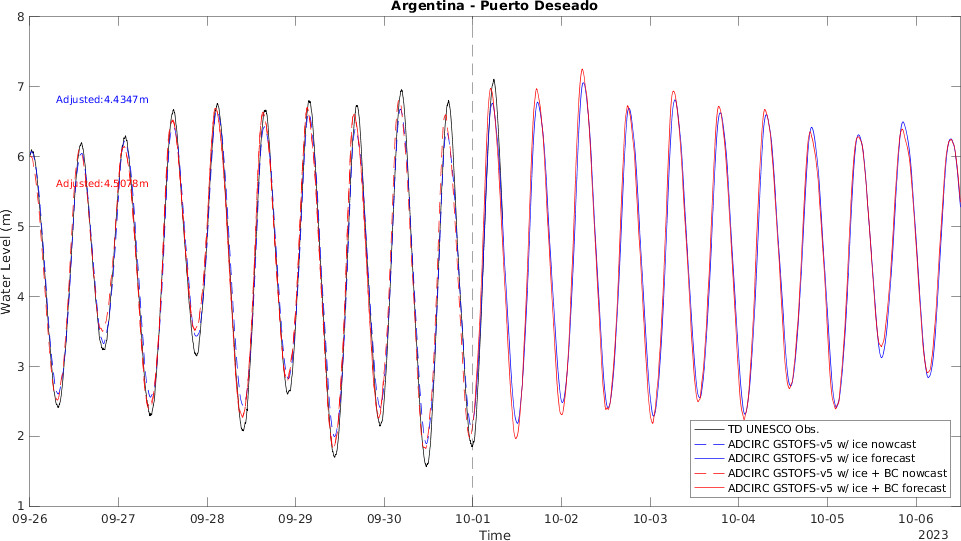 Argentina - Puerto Deseado
8
7
6
5
4
3
2
1
Water Level (m)
Adjusted:4.4347m
Adjusted:4.5078m
TD UNESCO Obs.
ADCIRC GSTOFS-v5 w/ ice nowcast
ADCIRC GSTOFS-v5 w/ ice forecast
ADCIRC GSTOFS-v5 w/ ice + BC nowcast
ADCIRC GSTOFS-v5 w/ ice + BC forecast
09-26 09-27 09-28 09-29 09-30 10-01 10-02 10-03 10-04 10-05 10-06
Time
2023